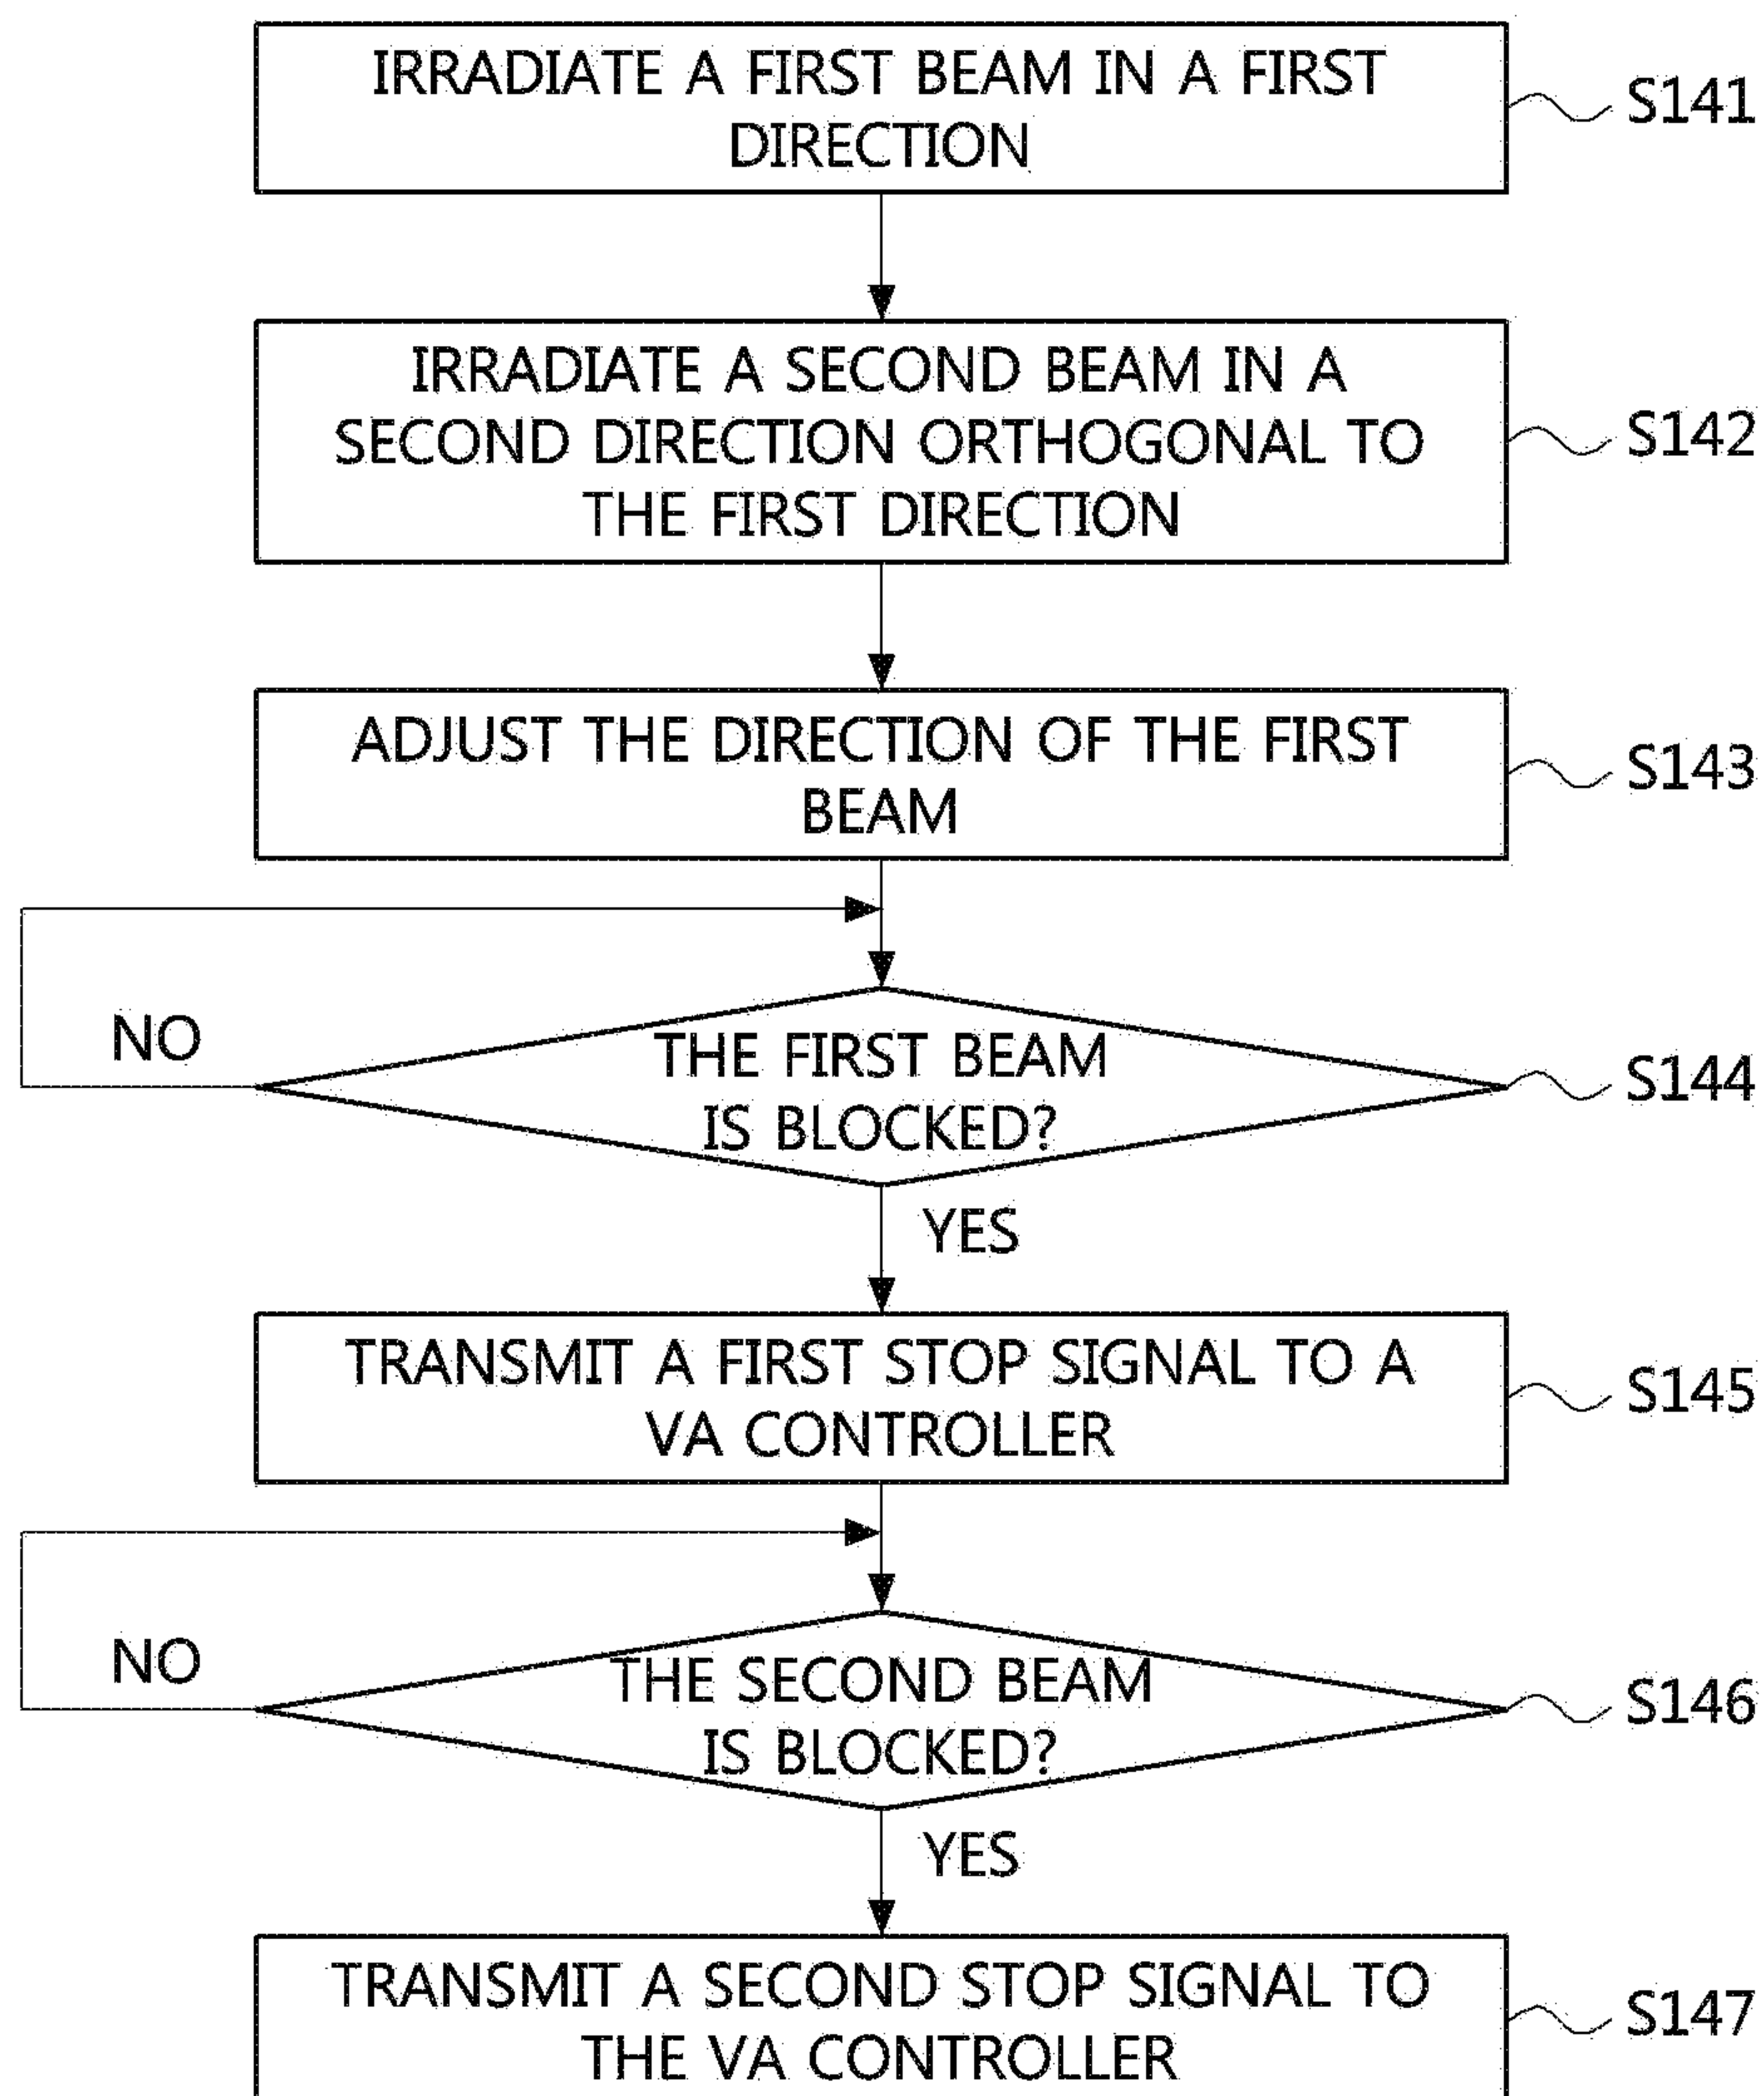 IRRADIATE A FIRST BEAM IN A FIRST
DIRECTION
S141
IRRADIATE A SECOND BEAM IN A
SECOND DIRECTION ORTHOGONAL TO
THE FIRST DIRECTION
S142
ADJUST THE DIRECTION OF THE FIRST
BEAM
S143
NO
THE FIRST BEAM
IS BLOCKED?
S144
YES
TRANSMIT A FIRST STOP SIGNAL TO A
VA CONTROLLER
S145
NO
THE SECOND BEAM
IS BLOCKED?
S146
YES
TRANSMIT A SECOND STOP SIGNAL TO
THE VA CONTROLLER
S147